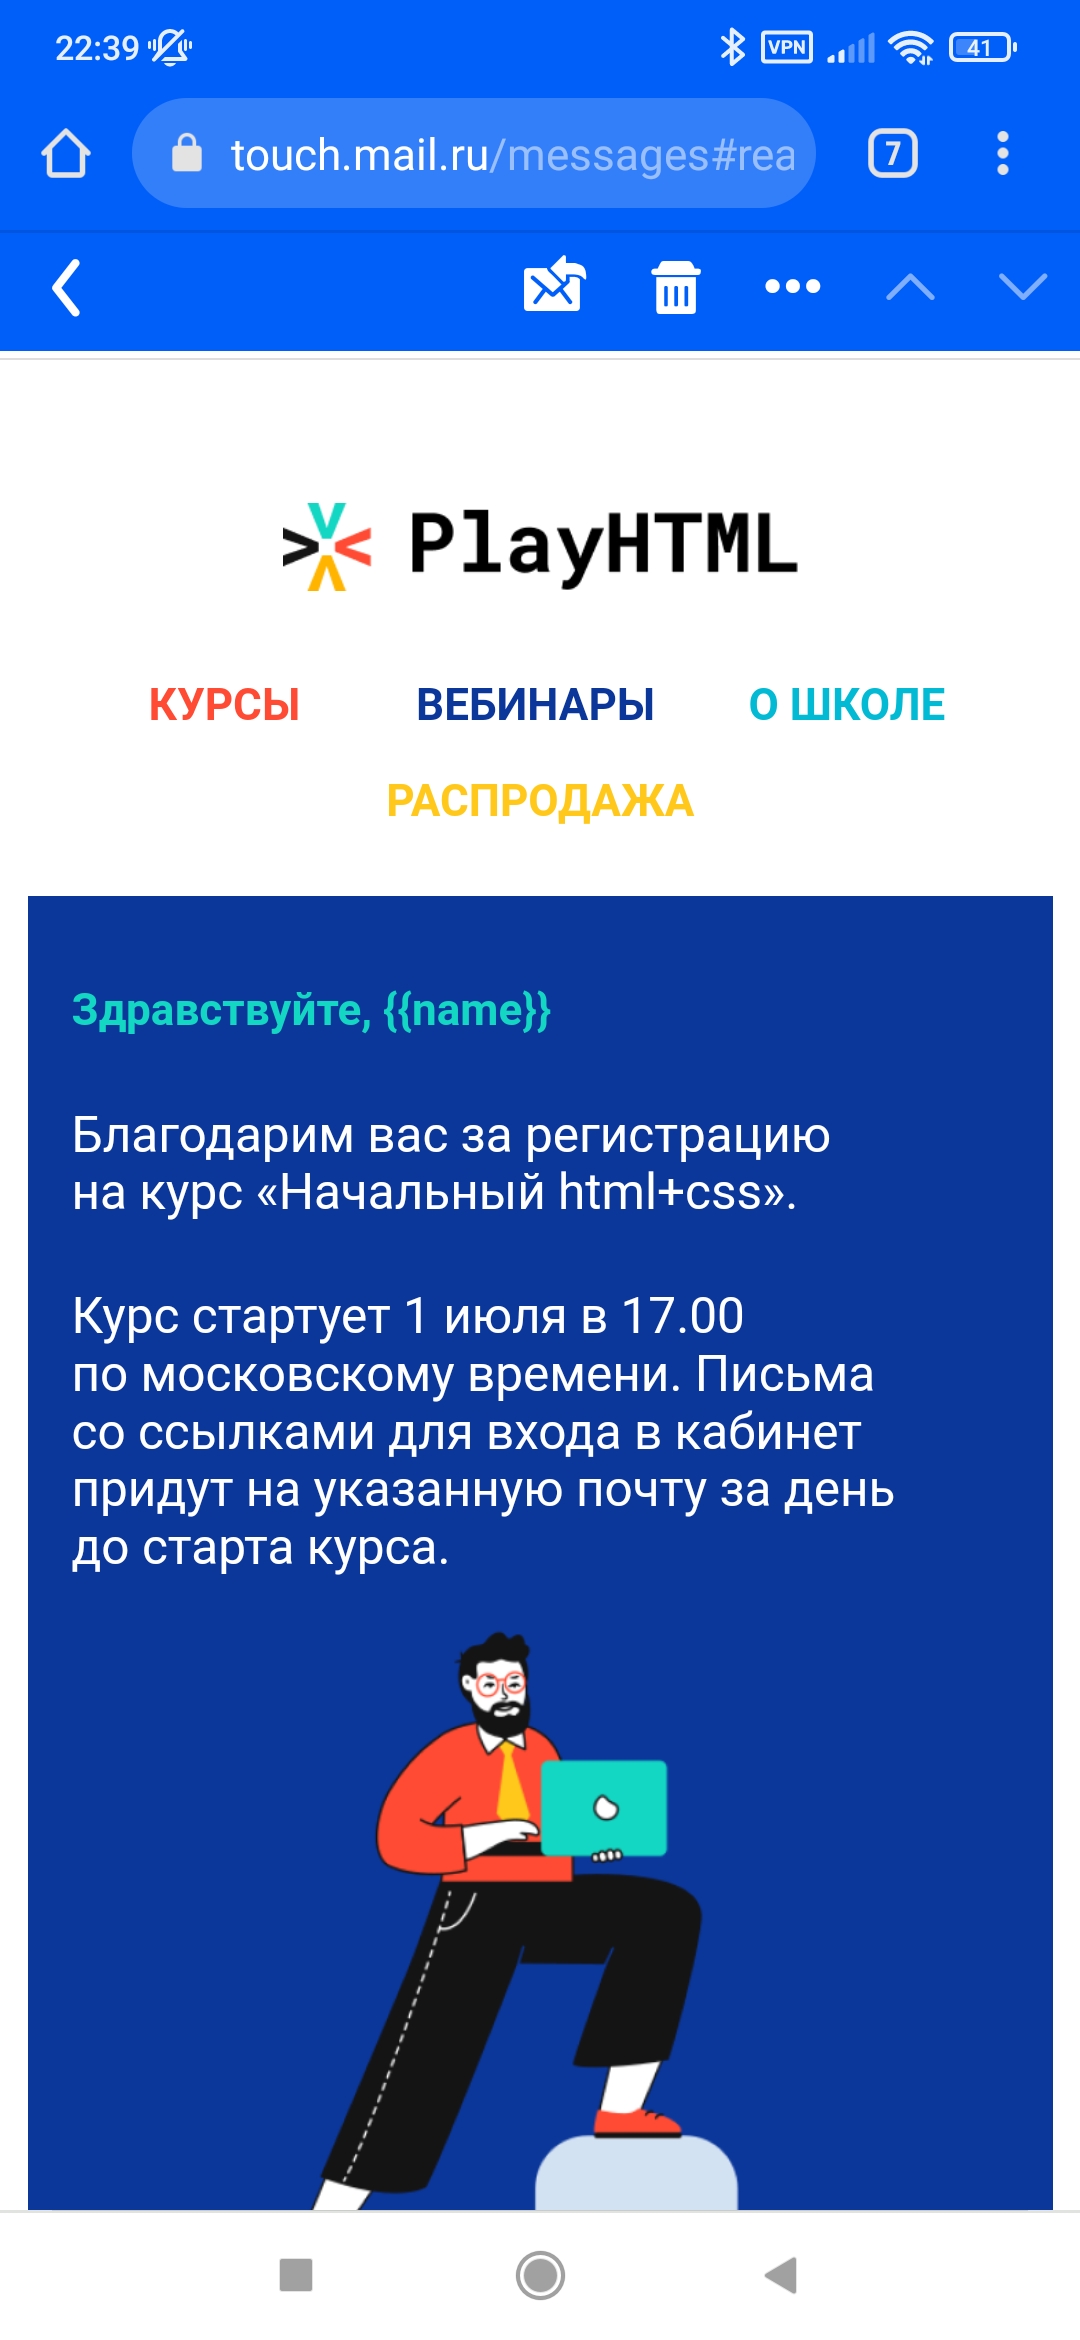 22:39
VPN
41
touch.mail.ru/messages#rea
7
PlayHTML
КУРСЫ ВЕБИНАРЫ О ШКОЛЕ
РАСПРОДАЖА
Здравствуйте, {{name}}
Благодарим вас за регистрацию
на курс «Начальный html+css».
Курс стартует 1 июля в 17.00
по московскому времени. Письма
со ссылками для входа в кабинет
придут на указанную почту за день
до старта курса.